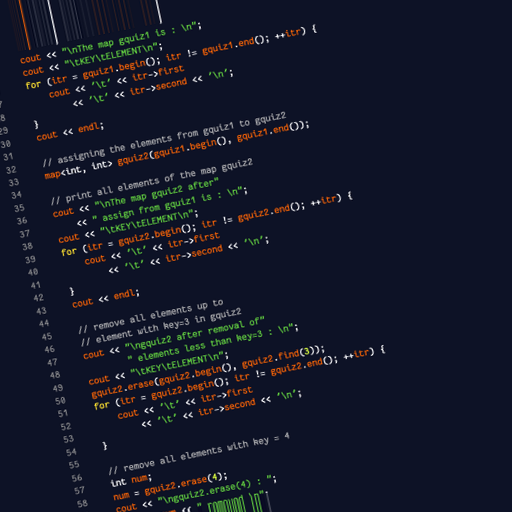 cout << "\nThe map gquiz1 is : \n";
cout << "\tKEY\tELEMENT\n";
for (itr = gquiz1.begin(); itr != gquiz1.end(); ++itr) {
cout << '\t' << itr->first
<< '\t' << itr->second << '\n';
}
29 cout << endl;
30
31 // assigning the elements from gquiz1 to gquiz2
32 map<int, int> gquiz2(gquiz1.begin(), gquiz1.end());
33
34 // print all elements of the map gquiz2
35 cout << "\nThe map gquiz2 after"
36 << " assign from gquiz1 is : \n";
37 cout << "\tKEY\tELEMENT\n";
38 for (itr = gquiz2.begin(); itr != gquiz2.end(); ++itr) {
39 cout << '\t' << itr->first
40 << '\t' << itr->second << '\n';
41 }
42 cout << endl;
43
44 // remove all elements up to
45 // element with key=3 in gquiz2
46 cout << "\ngquiz2 after removal of"
47 " elements less than key=3 : \n";
48 cout << "\tKEY\tELEMENT\n";
49 gquiz2.erase(gquiz2.begin(), gquiz2.find(3));
50 for (itr = gquiz2.begin(); itr != gquiz2.end(); ++itr) {
51 cout << '\t' << itr->first
52 << '\t' << itr->second << '\n';
53 }
54
55 // remove all elements with key = 4
56 int num;
57 num = gquiz2.erase(4);
58 cout << "\ngquiz2.erase(4) : ";
<< " removed \n";